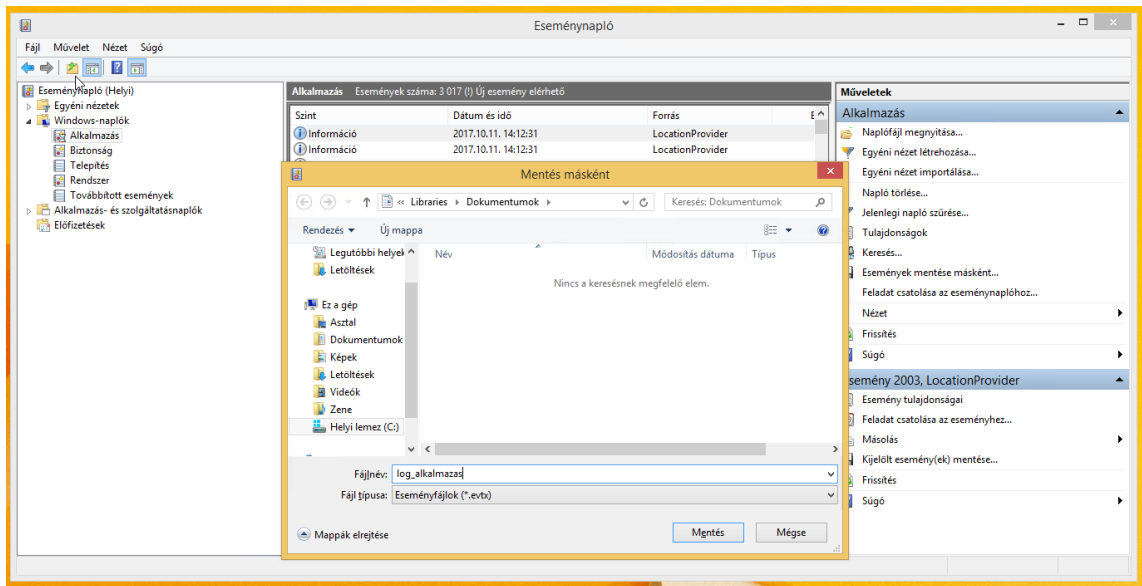 Eseménynapló
Fájl Művelet Nézet Súgó
Eseménynapló (Helyi)
Egyéni nézetek
Windows-naplók
Alkalmazás
Biztonság
Telepítés
Rendszer
Továbbított események
Alkalmazás- és szolgáltatásnaplók
Előfizetések
Alkalmazás Események száma: 3 017 (!) Új esemény elérhető
Szint Dátum és idő Forrás E
Információ 2017.10.11. 14:12:31 LocationProvider
Információ 2017.10.11. 14:12:31 LocationProvider
Mentés másként
« Libraries Dokumentumok
Keresés: Dokumentumok
Rendezés Új mappa
Legutóbbi helyek
Letöltések
Ez a gép
Asztal
Dokumentumok
Képek
Letöltések
Videók
Zene
Helyi lemez (C:)
Név Módosítás dátuma Típus
Nincs a keresésnek megfelelő elem.
Fájlnév: log_alkalmazas
Fájl típusa: Eseményfájlok (*.evtx)
Mappák elrejtése
Mentés Mégse
Műveletek
Alkalmazás
Naplófájl megnyitása...
Egyéni nézet létrehozása...
Egyéni nézet importálása...
Napló törlése...
Jelenlegi napló szűrése...
Tulajdonságok
Keresés...
Események mentése másként...
Feladat csatolása az eseménynaplóhoz...
Nézet
Frissítés
Súgó
semény 2003, LocationProvider
Esemény tulajdonságai
Feladat csatolása az eseményhez...
Másolás
Kijelölt esemény(ek) mentése...
Frissítés
Súgó